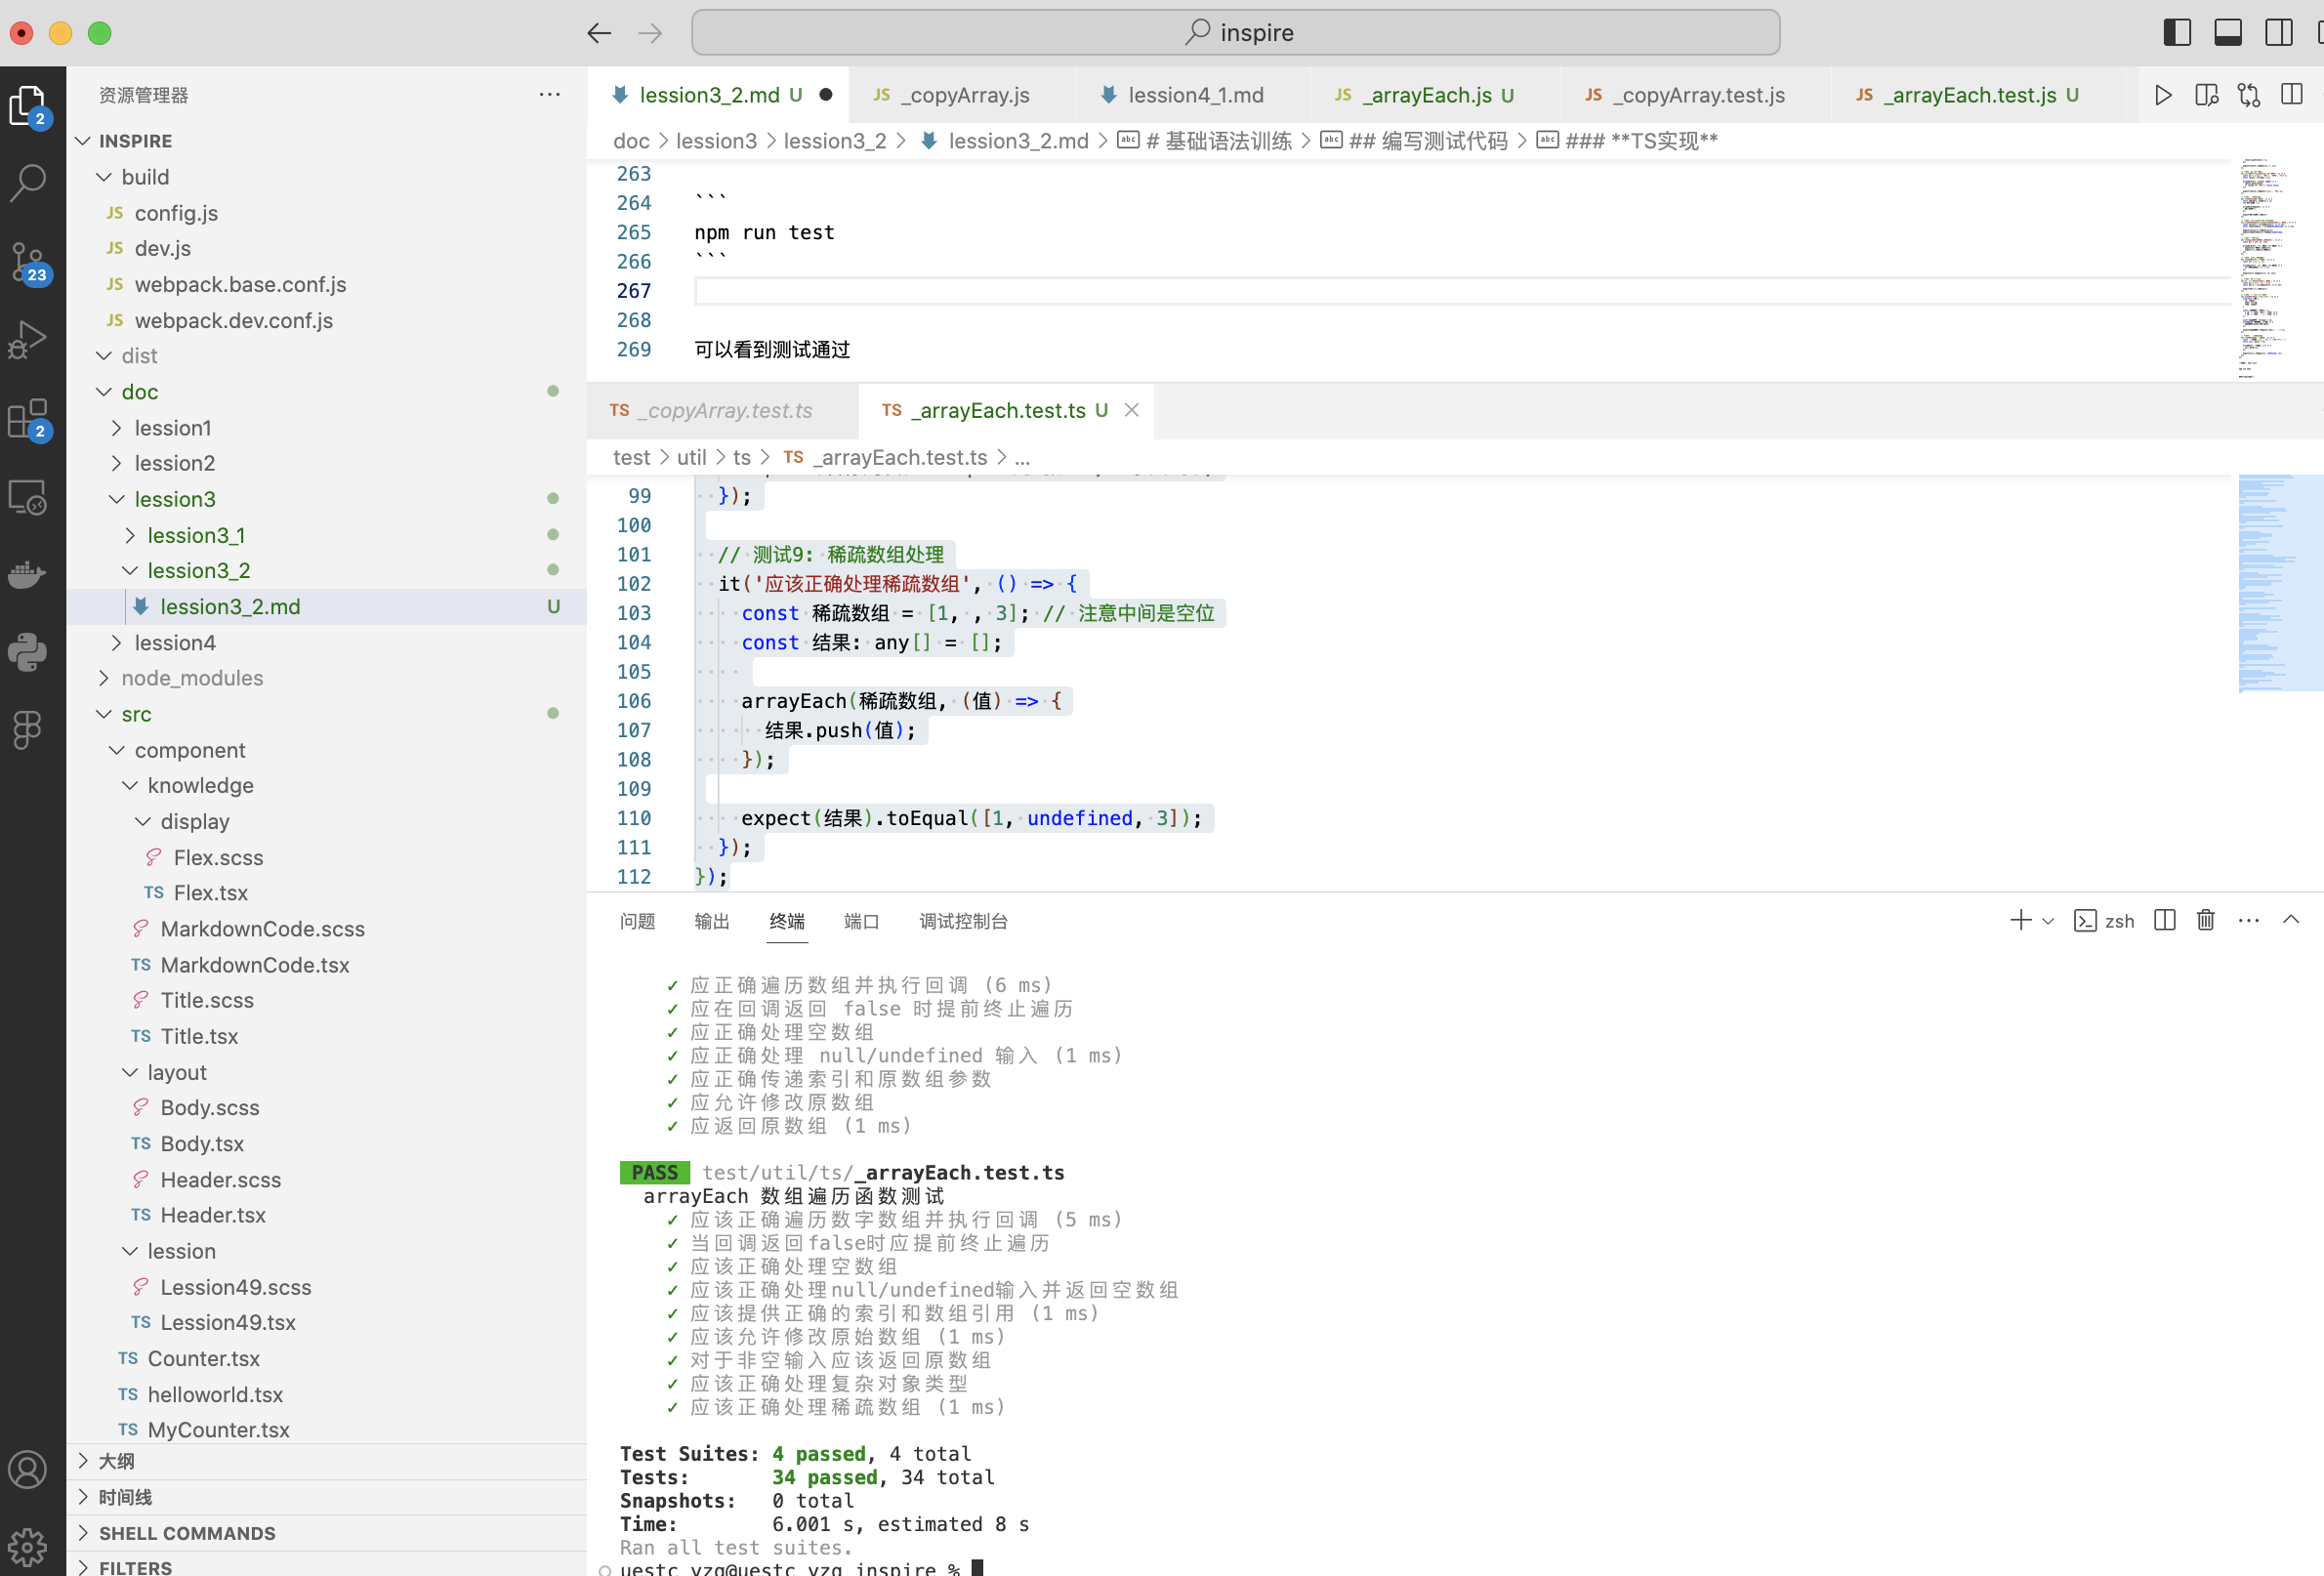 inspire
资源管理器
INSPIRE
build
JS config.js
JS dev.js
JS webpack.base.conf.js
JS webpack.dev.conf.js
dist
doc
lession1
lession2
lession3
lession3_1
lession3_2
lession3_2.md U
lession4
node_modules
src
component
knowledge
display
Flex.scss
TS Flex.tsx
MarkdownCode.scss
TS MarkdownCode.tsx
Title.scss
TS Title.tsx
layout
Body.scss
TS Body.tsx
Header.scss
TS Header.tsx
lession
Lession49.scss
TS Lession49.tsx
TS Counter.tsx
TS helloworld.tsx
TS MyCounter.tsx
大纲
时间线
SHELL COMMANDS
FILTERS
2
23
2
lession3_2.md U JS _copyArray.js lession4_1.md JS _arrayEach.js U JS _copyArray.test.js JS _arrayEach.test.js U
doc > lession3 > lession3_2 > lession3_2.md > # 基础语法训练 > ## 编写测试代码 > ### **TS实现**
263
264 ```
265 npm run test
266 ```
267
268
269 可以看到测试通过
TS _copyArray.test.ts TS _arrayEach.test.ts U
test > util > ts > TS _arrayEach.test.ts > ...
99 });
100
101 // 测试9: 稀疏数组处理
102 it('应该正确处理稀疏数组', () => {
103 const 稀疏数组 = [1, , 3]; // 注意中间是空位
104 const 结果: any[] = [];
105
106 arrayEach(稀疏数组, (值) => {
107 结果.push(值);
108 });
109
110 expect(结果).toEqual([1, undefined, 3]);
111 });
112 });
问题 输出 终端 端口 调试控制台 zsh
✓ 应正确遍历数组并执行回调 (6 ms)
✓ 应在回调返回 false 时提前终止遍历
✓ 应正确处理空数组
✓ 应正确处理 null/undefined 输入 (1 ms)
✓ 应正确传递索引和原数组参数
✓ 应允许修改原数组
✓ 应返回原数组 (1 ms)
PASS test/util/ts/_arrayEach.test.ts
arrayEach 数组遍历函数测试
✓ 应该正确遍历数字数组并执行回调 (5 ms)
✓ 当回调返回false时应提前终止遍历
✓ 应该正确处理空数组
✓ 应该正确处理null/undefined输入并返回空数组
✓ 应该提供正确的索引和数组引用 (1 ms)
✓ 应该允许修改原始数组 (1 ms)
✓ 对于非空输入应该返回原数组
✓ 应该正确处理复杂对象类型
✓ 应该正确处理稀疏数组 (1 ms)
Test Suites: 4 passed, 4 total
Tests: 34 passed, 34 total
Snapshots: 0 total
Time: 6.001 s, estimated 8 s
Ran all test suites.
uestc_yzq@uestc_yzq inspire %